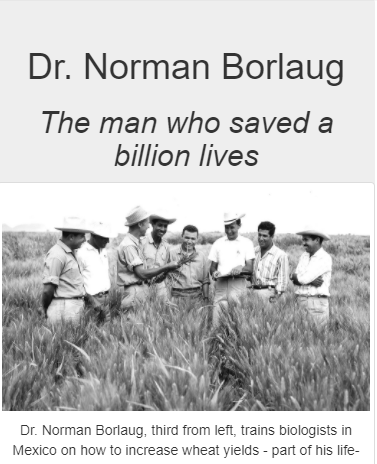 Dr. Norman Borlaug
The man who saved a
billion lives
Dr. Norman Borlaug, third from left, trains biologists in
Mexico on how to increase wheat yields - part of his life-